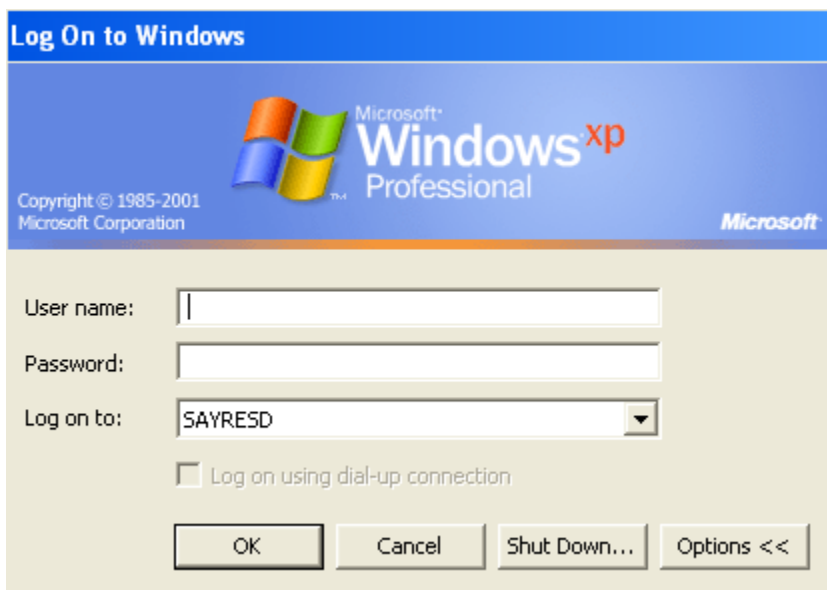 Log On to Windows
Microsoft®
Windows xp
Professional
TM
Copyright © 1985-2001
Microsoft Corporation
Microsoft®
User name:
Password:
Log on to: SAYRESD
Log on using dial-up connection
OK Cancel Shut Down... Options <<